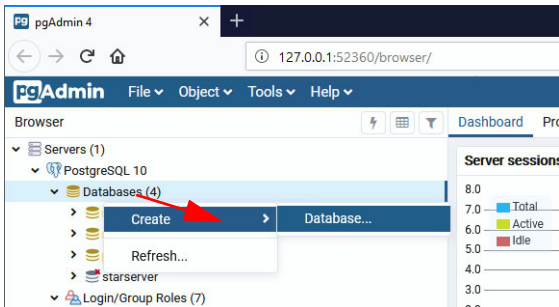 pgAdmin 4
127.0.0.1:52360/browser/
pgAdmin File Object Tools Help
Browser
Dashboard Pro
Servers (1)
PostgreSQL 10
Databases (4)
Create
Database...
Refresh...
starserver
Login/Group Roles (7)
Server sessions
8.0
7.0
6.0
5.0
4.0
3.0
Total
Active
Idle